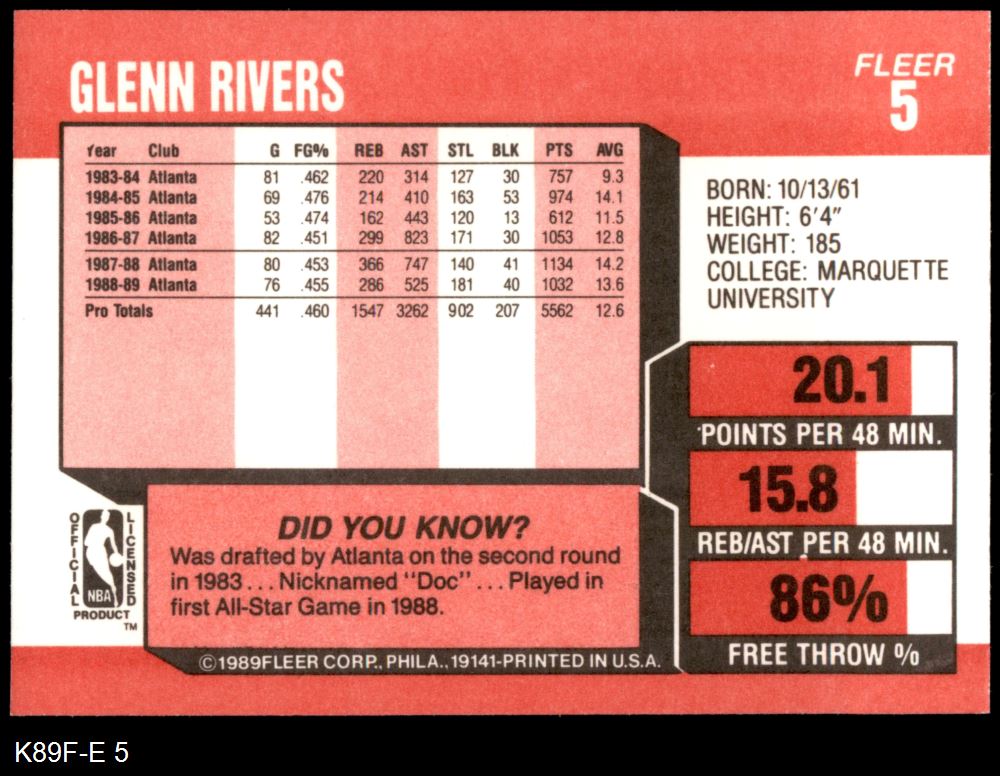 GLENN RIVERS
FLEER
5
Year Club G FG% REB AST STL BLK PTS AVG
1983-84 Atlanta 81 .462 220 314 127 30 757 9.3
1984-85 Atlanta 69 .476 214 410 163 53 974 14.1
1985-86 Atlanta 53 .474 162 443 120 13 612 11.5
1986-87 Atlanta 82 .451 299 823 171 30 1053 12.8
1987-88 Atlanta 80 .453 366 747 140 41 1134 14.2
1988-89 Atlanta 76 .455 286 525 181 40 1032 13.6
Pro Totals 441 .460 1547 3262 902 207 5562 12.6
BORN: 10/13/61
HEIGHT: 6'4"
WEIGHT: 185
COLLEGE: MARQUETTE
UNIVERSITY
20.1
POINTS PER 48 MIN.
15.8
REB/AST PER 48 MIN.
86%
FREE THROW %
OFFICIAL
LICENSED
NBA
PRODUCT
TM
DID YOU KNOW?
Was drafted by Atlanta on the second round
in 1983 ... Nicknamed "Doc" ... Played in
first All-Star Game in 1988.
©1989FLEER CORP., PHILA., 19141-PRINTED IN U.S.A.
K89F-E 5